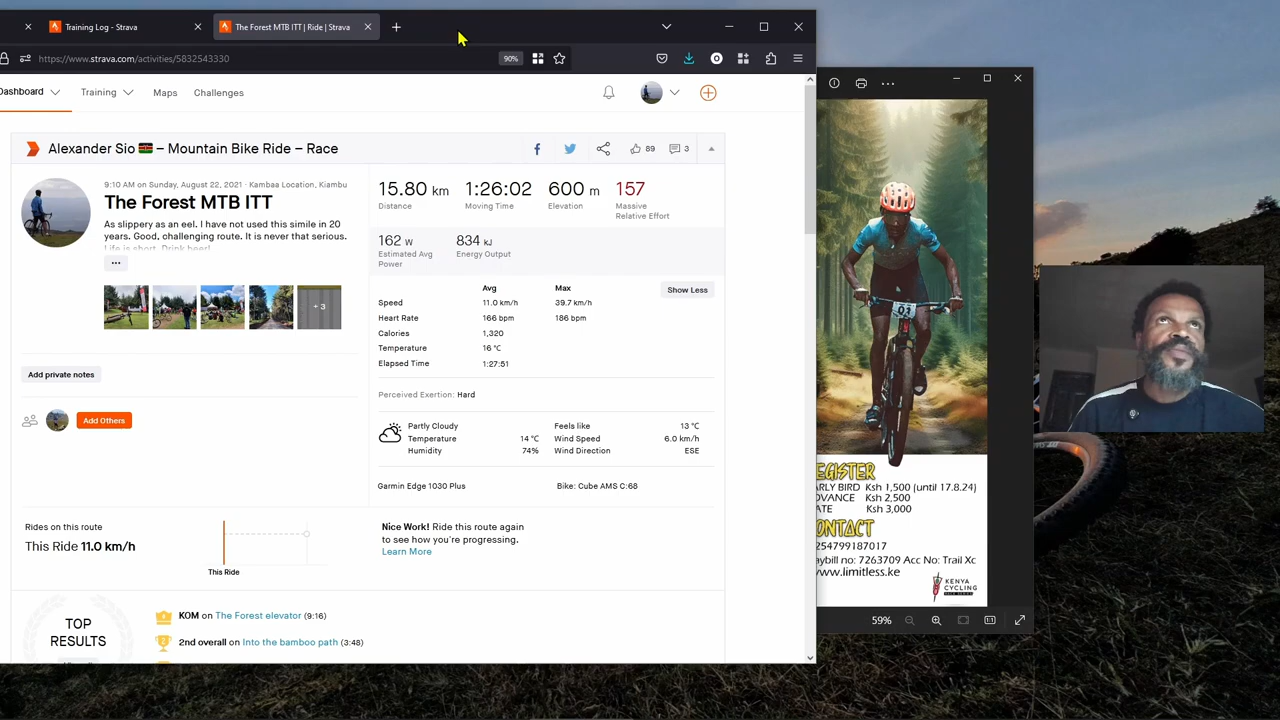 Training Log - Strava
The Forest MTB ITT | Ride | Strava
https://www.strava.com/activities/5832543330
90%
Dashboard
Training
Maps
Challenges
Alexander Sio 🇰🇪 – Mountain Bike Ride – Race
89
3
9:10 AM on Sunday, August 22, 2021 · Kambaa Location, Kiambu
The Forest MTB ITT
As slippery as an eel. I have not used this simile in 20
years. Good, challenging route. It is never that serious.
Life is short. Drink beer!
+ 3
Add private notes
Add Others
15.80 km
Distance
1:26:02
Moving Time
600 m
Elevation
157
Massive
Relative Effort
162 W
Estimated Avg
Power
834 kJ
Energy Output
Avg Max
Show Less
Speed 11.0 km/h 39.7 km/h
Heart Rate 166 bpm 186 bpm
Calories 1,320
Temperature 16 °C
Elapsed Time 1:27:51
Perceived Exertion: Hard
Partly Cloudy
Temperature 14 °C
Humidity 74%
Feels like 13 °C
Wind Speed 6.0 km/h
Wind Direction ESE
Garmin Edge 1030 Plus
Bike: Cube AMS C:68
Rides on this route
This Ride 11.0 km/h
This Ride
Nice Work! Ride this route again
to see how you're progressing.
Learn More
TOP
RESULTS
KOM on The Forest elevator (9:16)
2nd overall on Into the bamboo path (3:48)
03
EGISTER
ARLY BIRD Ksh 1,500 (until 17.8.24)
DVANCE Ksh 2,500
ATE Ksh 3,000
ONTACT
254799187017
aybill no: 7263709 Acc No: Trail Xc
www.limitless.ke
KENYA
CYCLING
59%